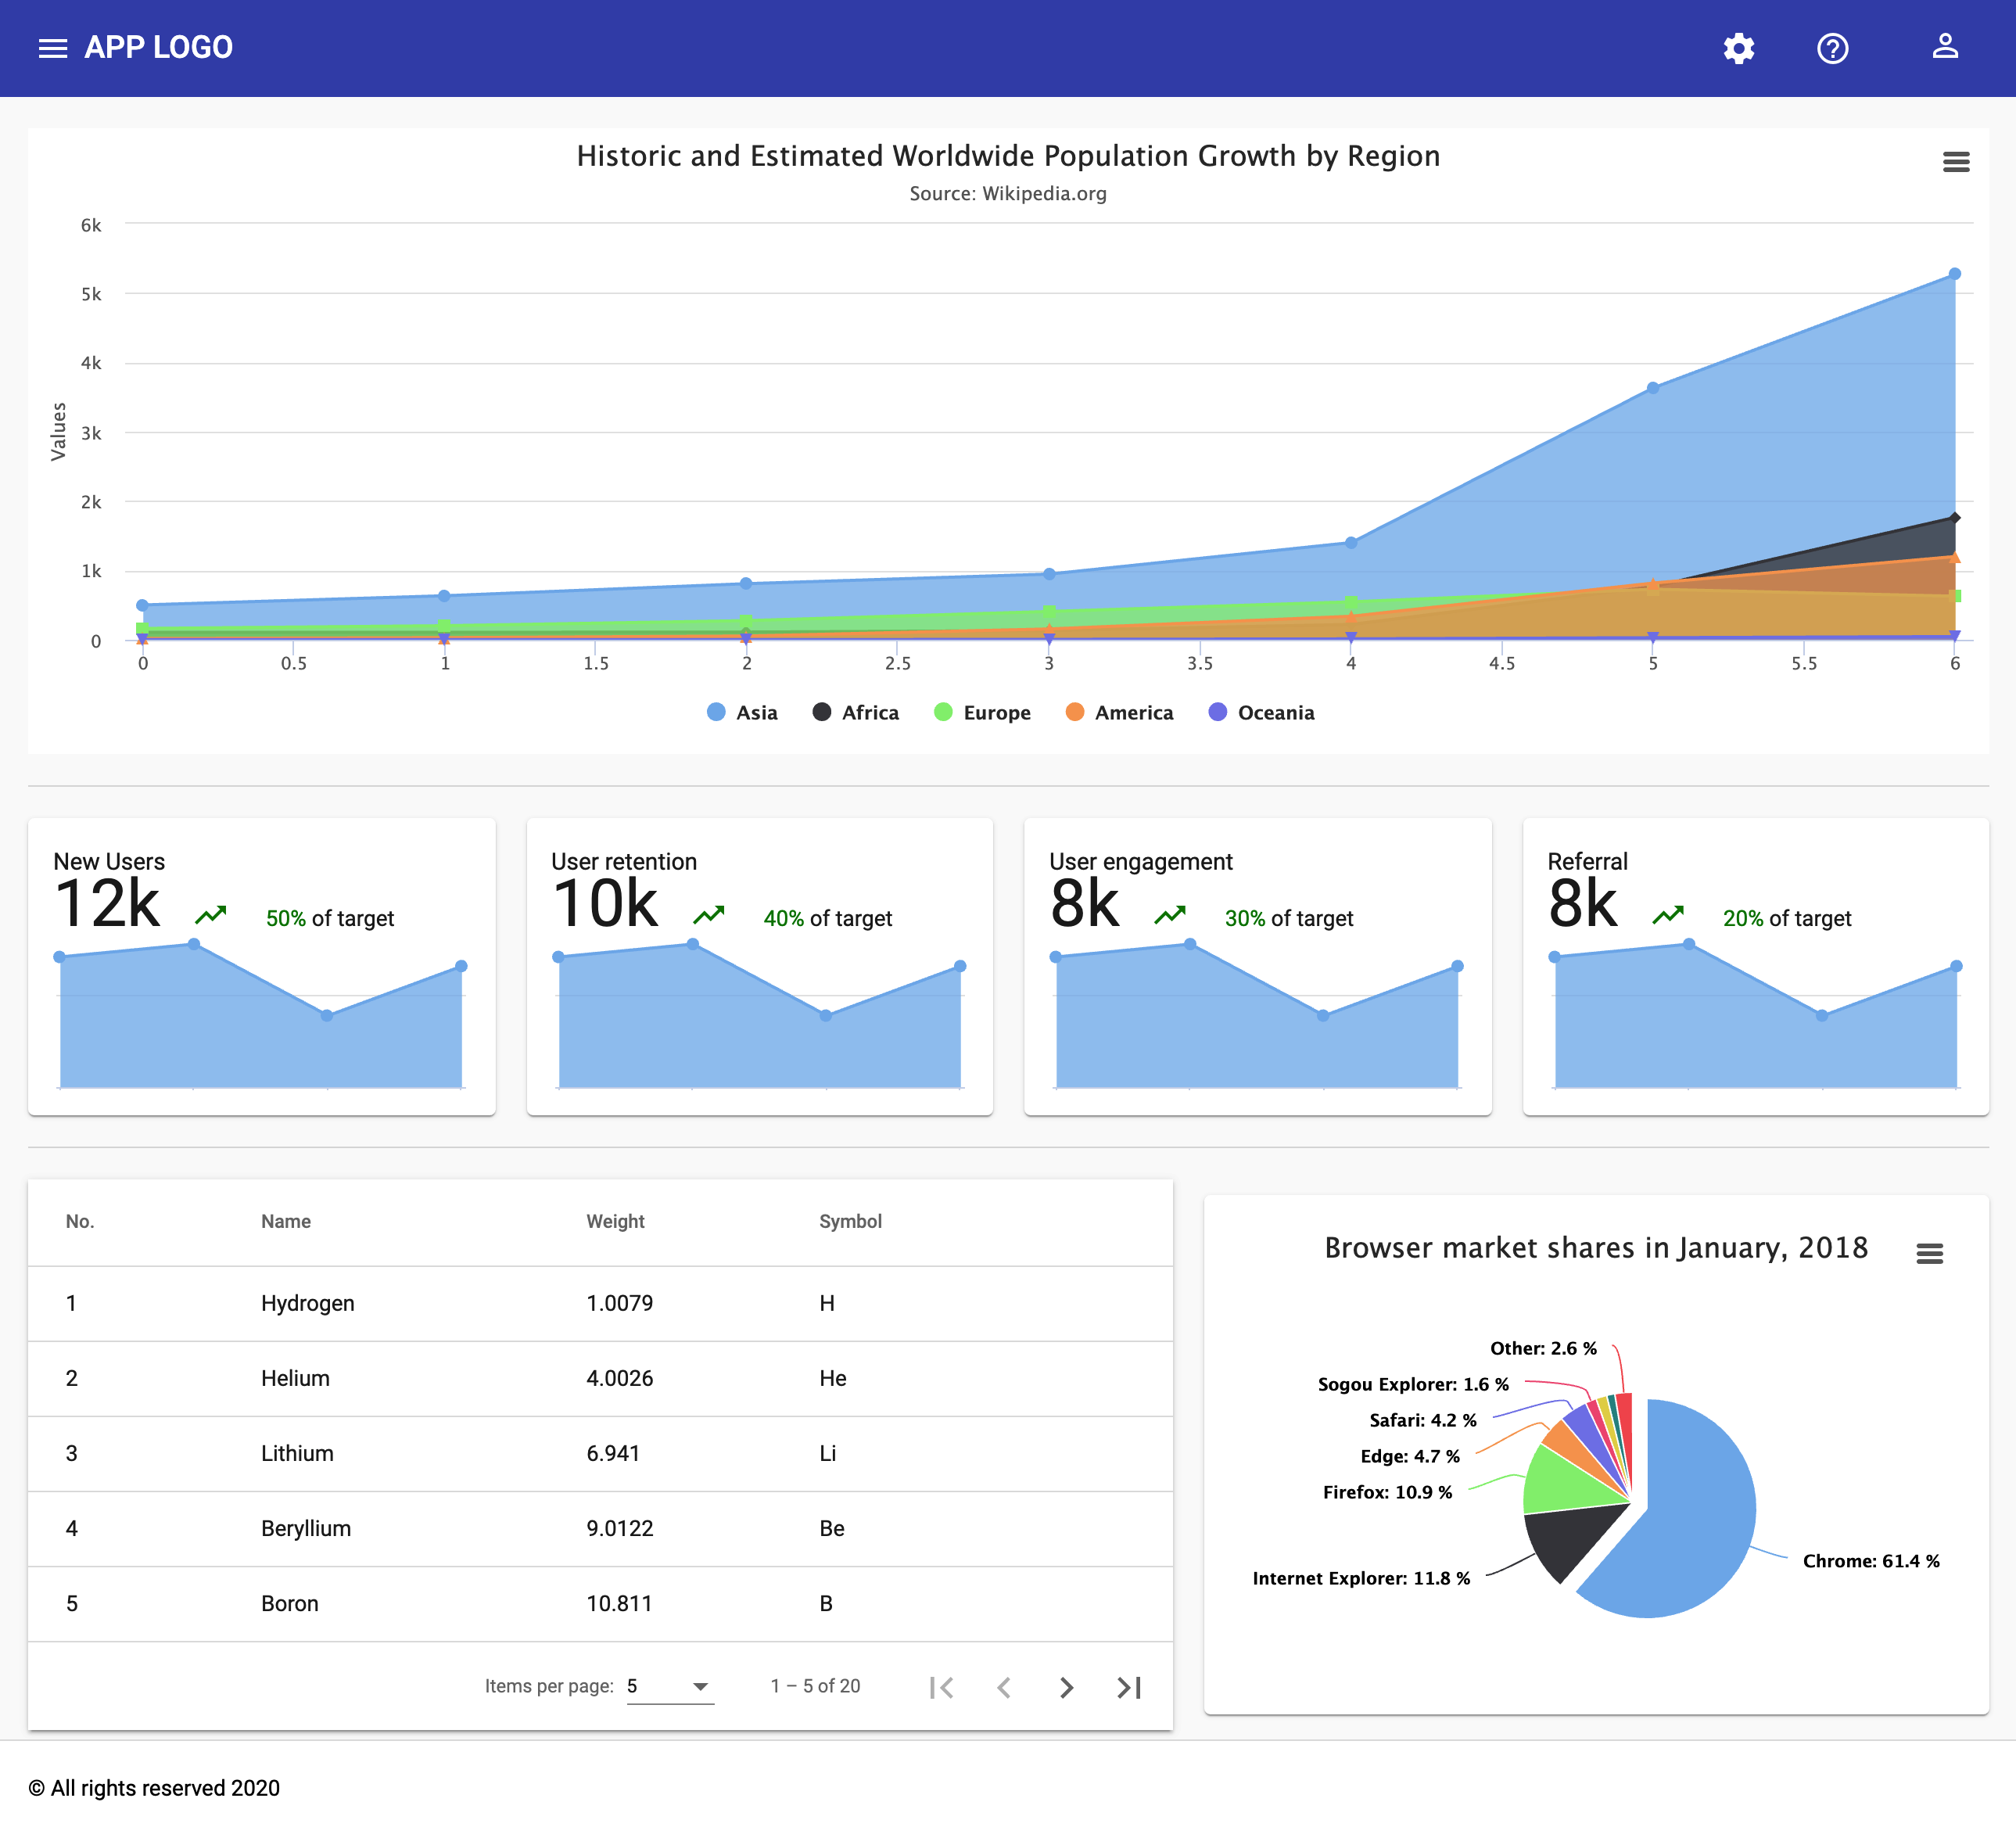 APP LOGO
Historic and Estimated Worldwide Population Growth by Region
Source: Wikipedia.org
Values
6k
5k
4k
3k
2k
1k
0
0 0.5 1 1.5 2 2.5 3 3.5 4 4.5 5 5.5 6
Asia Africa Europe America Oceania
New Users
12k 50% of target
User retention
10k 40% of target
User engagement
8k 30% of target
Referral
8k 20% of target
No. Name Weight Symbol
1 Hydrogen 1.0079 H
2 Helium 4.0026 He
3 Lithium 6.941 Li
4 Beryllium 9.0122 Be
5 Boron 10.811 B
Items per page: 5 1 – 5 of 20
Browser market shares in January, 2018
Other: 2.6 %
Sogou Explorer: 1.6 %
Safari: 4.2 %
Edge: 4.7 %
Firefox: 10.9 %
Internet Explorer: 11.8 %
Chrome: 61.4 %
© All rights reserved 2020